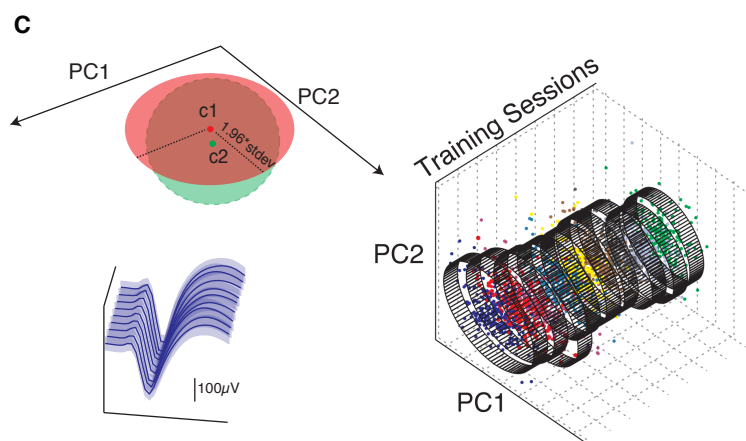 C
PC1
PC2
c1
1.96*stdev
c2
Training Sessions
PC2
100µV
PC1